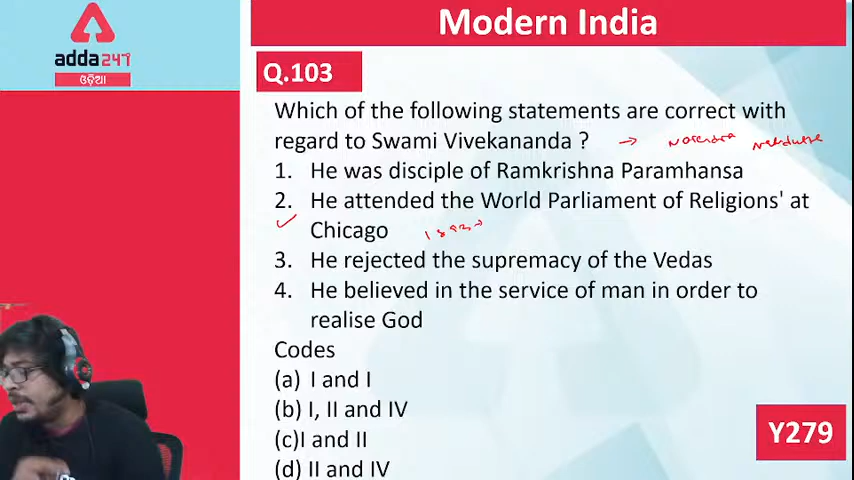 Modern India
adda247
ଓଡ଼ିଆ
Q.103
Which of the following statements are correct with
regard to Swami Vivekananda ?
1. He was disciple of Ramkrishna Paramhansa
2. He attended the World Parliament of Religions' at
Chicago
3. He rejected the supremacy of the Vedas
4. He believed in the service of man in order to
realise God
Codes
(a) I and I
(b) I, II and IV
(c)I and II
(d) II and IV
Y279